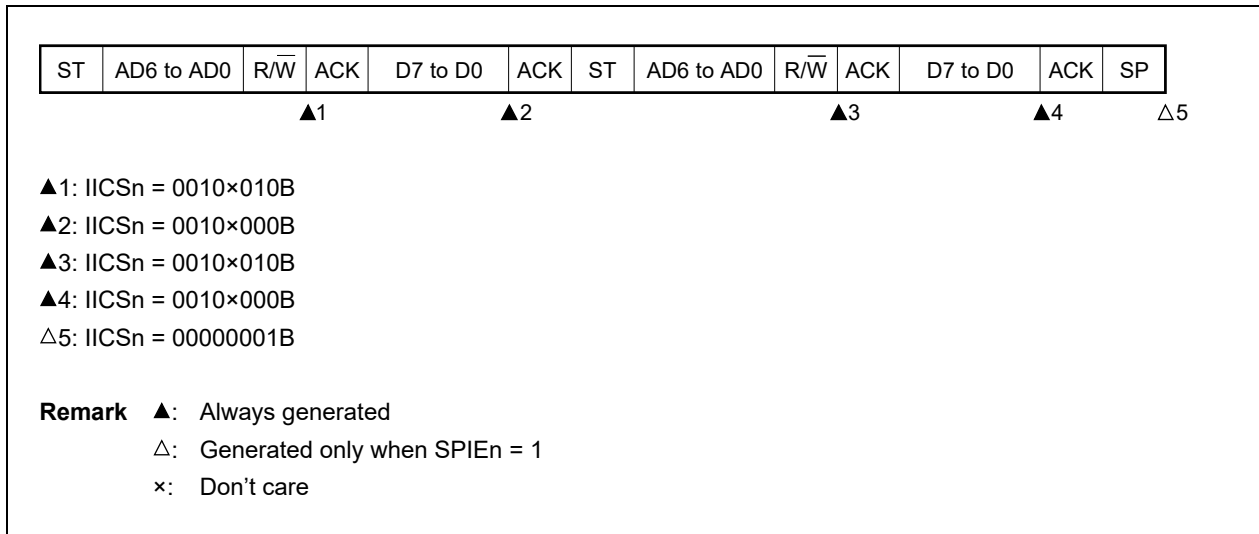 ST AD6 to AD0 R/W̅ ACK D7 to D0 ACK ST AD6 to AD0 R/W̅ ACK D7 to D0 ACK SP
▲1 ▲2 ▲3 ▲4 △5
▲1: IICSn = 0010×010B
▲2: IICSn = 0010×000B
▲3: IICSn = 0010×010B
▲4: IICSn = 0010×000B
△5: IICSn = 00000001B
Remark ▲: Always generated
△: Generated only when SPIEn = 1
×: Don’t care